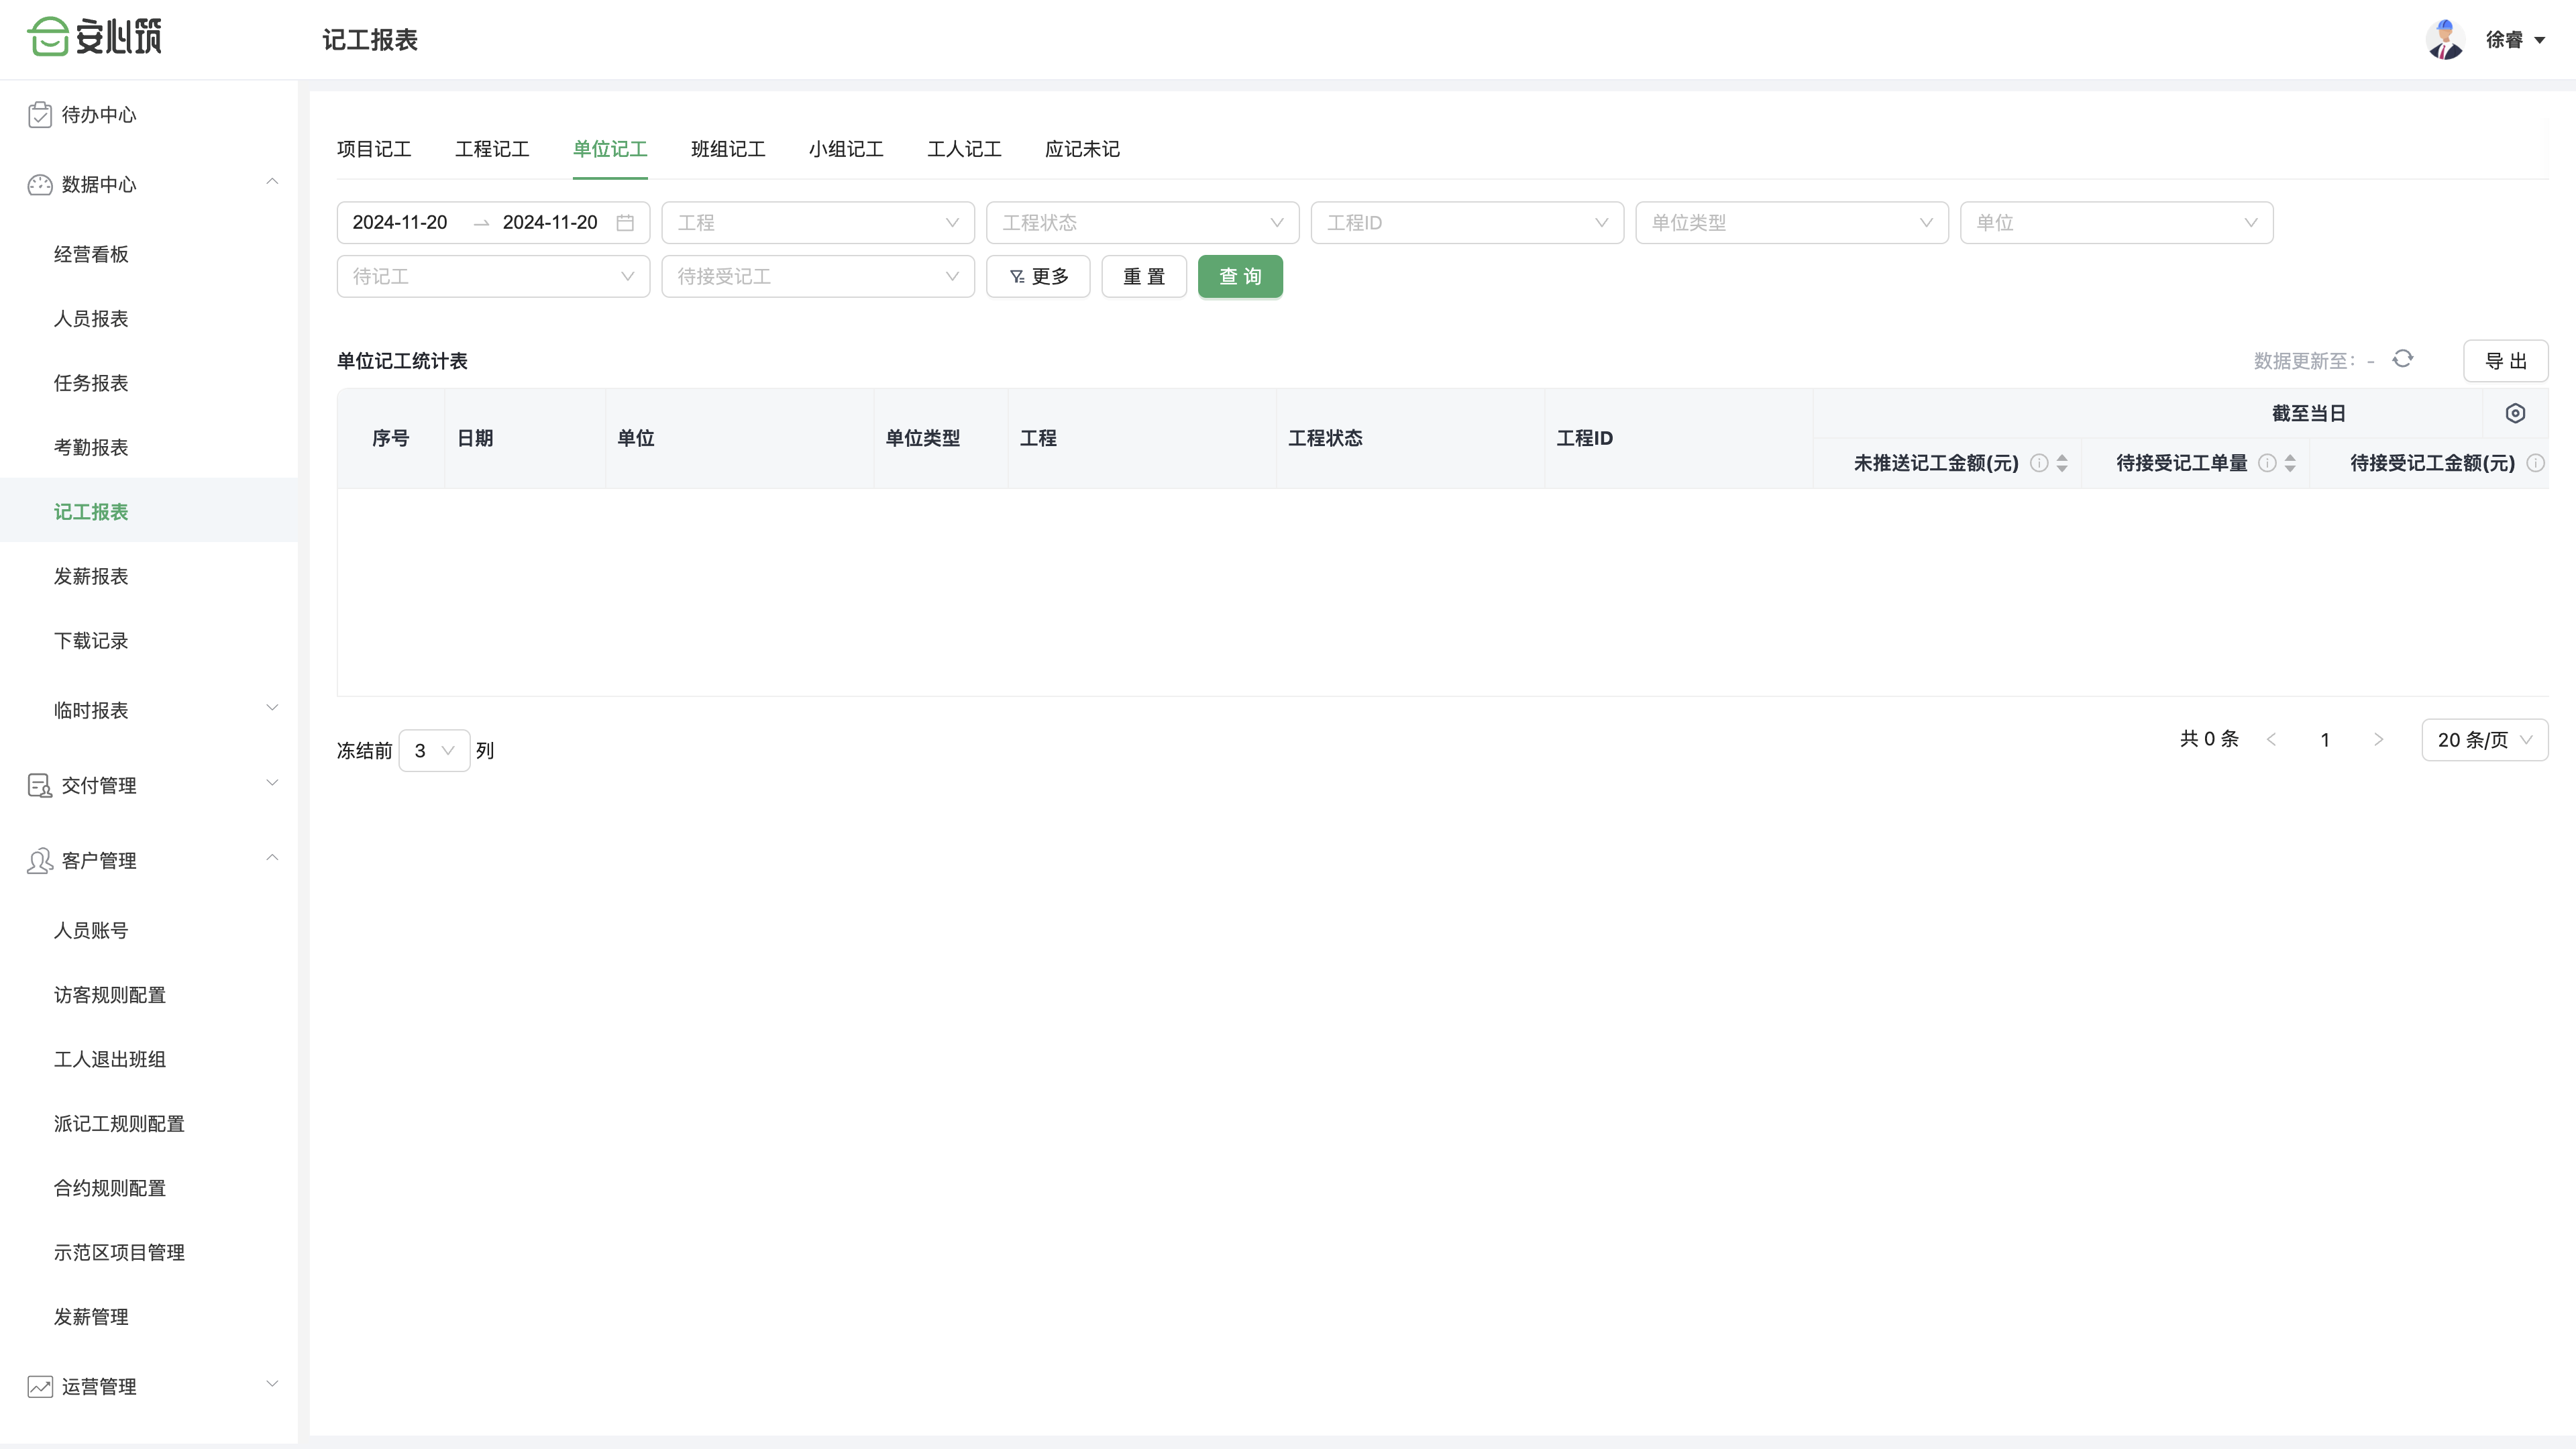 安心筑
记工报表
徐睿
待办中心
数据中心
经营看板
人员报表
任务报表
考勤报表
记工报表
发薪报表
下载记录
临时报表
交付管理
客户管理
人员账号
访客规则配置
工人退出班组
派记工规则配置
合约规则配置
示范区项目管理
发薪管理
运营管理
项目记工 工程记工 单位记工 班组记工 小组记工 工人记工 应记未记
2024-11-20 → 2024-11-20 工程 工程状态 工程ID 单位类型 单位
待记工 待接受记工 更多 重 置 查 询
单位记工统计表 数据更新至：- 导 出
序号 日期 单位 单位类型 工程 工程状态 工程ID 截至当日
未推送记工金额(元) 待接受记工单量 待接受记工金额(元)
冻结前 3 列 共 0 条 < 1 > 20 条/页